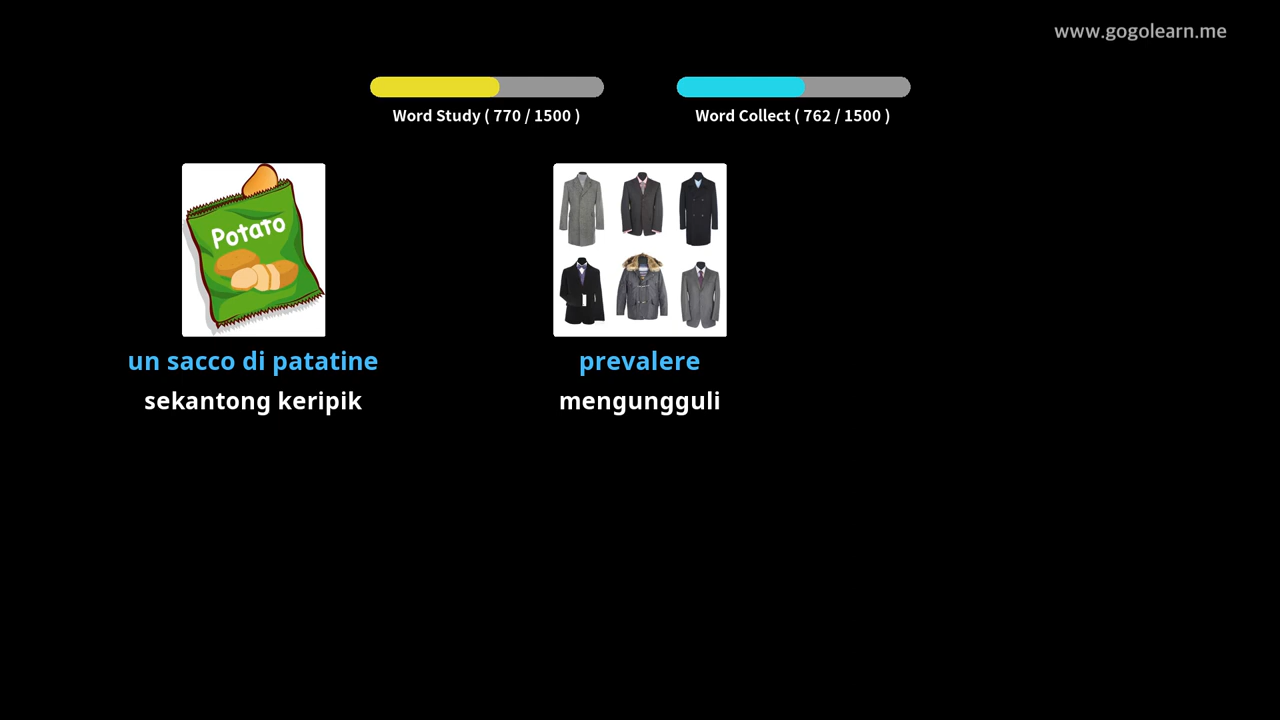 www.gogolearn.me
Word Study ( 770 / 1500 )
Word Collect ( 762 / 1500 )
Potato
un sacco di patatine
sekantong keripik
prevalere
mengungguli